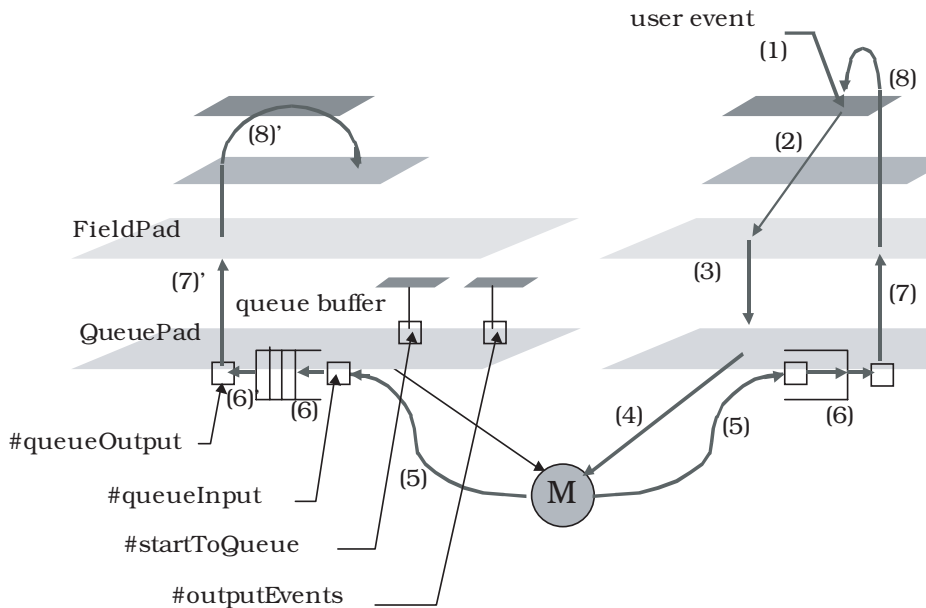 user event
(1)
(8)
(8)'
(2)
FieldPad
(3)
(7)'
(7)
queue buffer
QueuePad
(6)'
(6)
(6)
(4)
(5)
#queueOutput
(5)
M
#queueInput
#startToQueue
#outputEvents